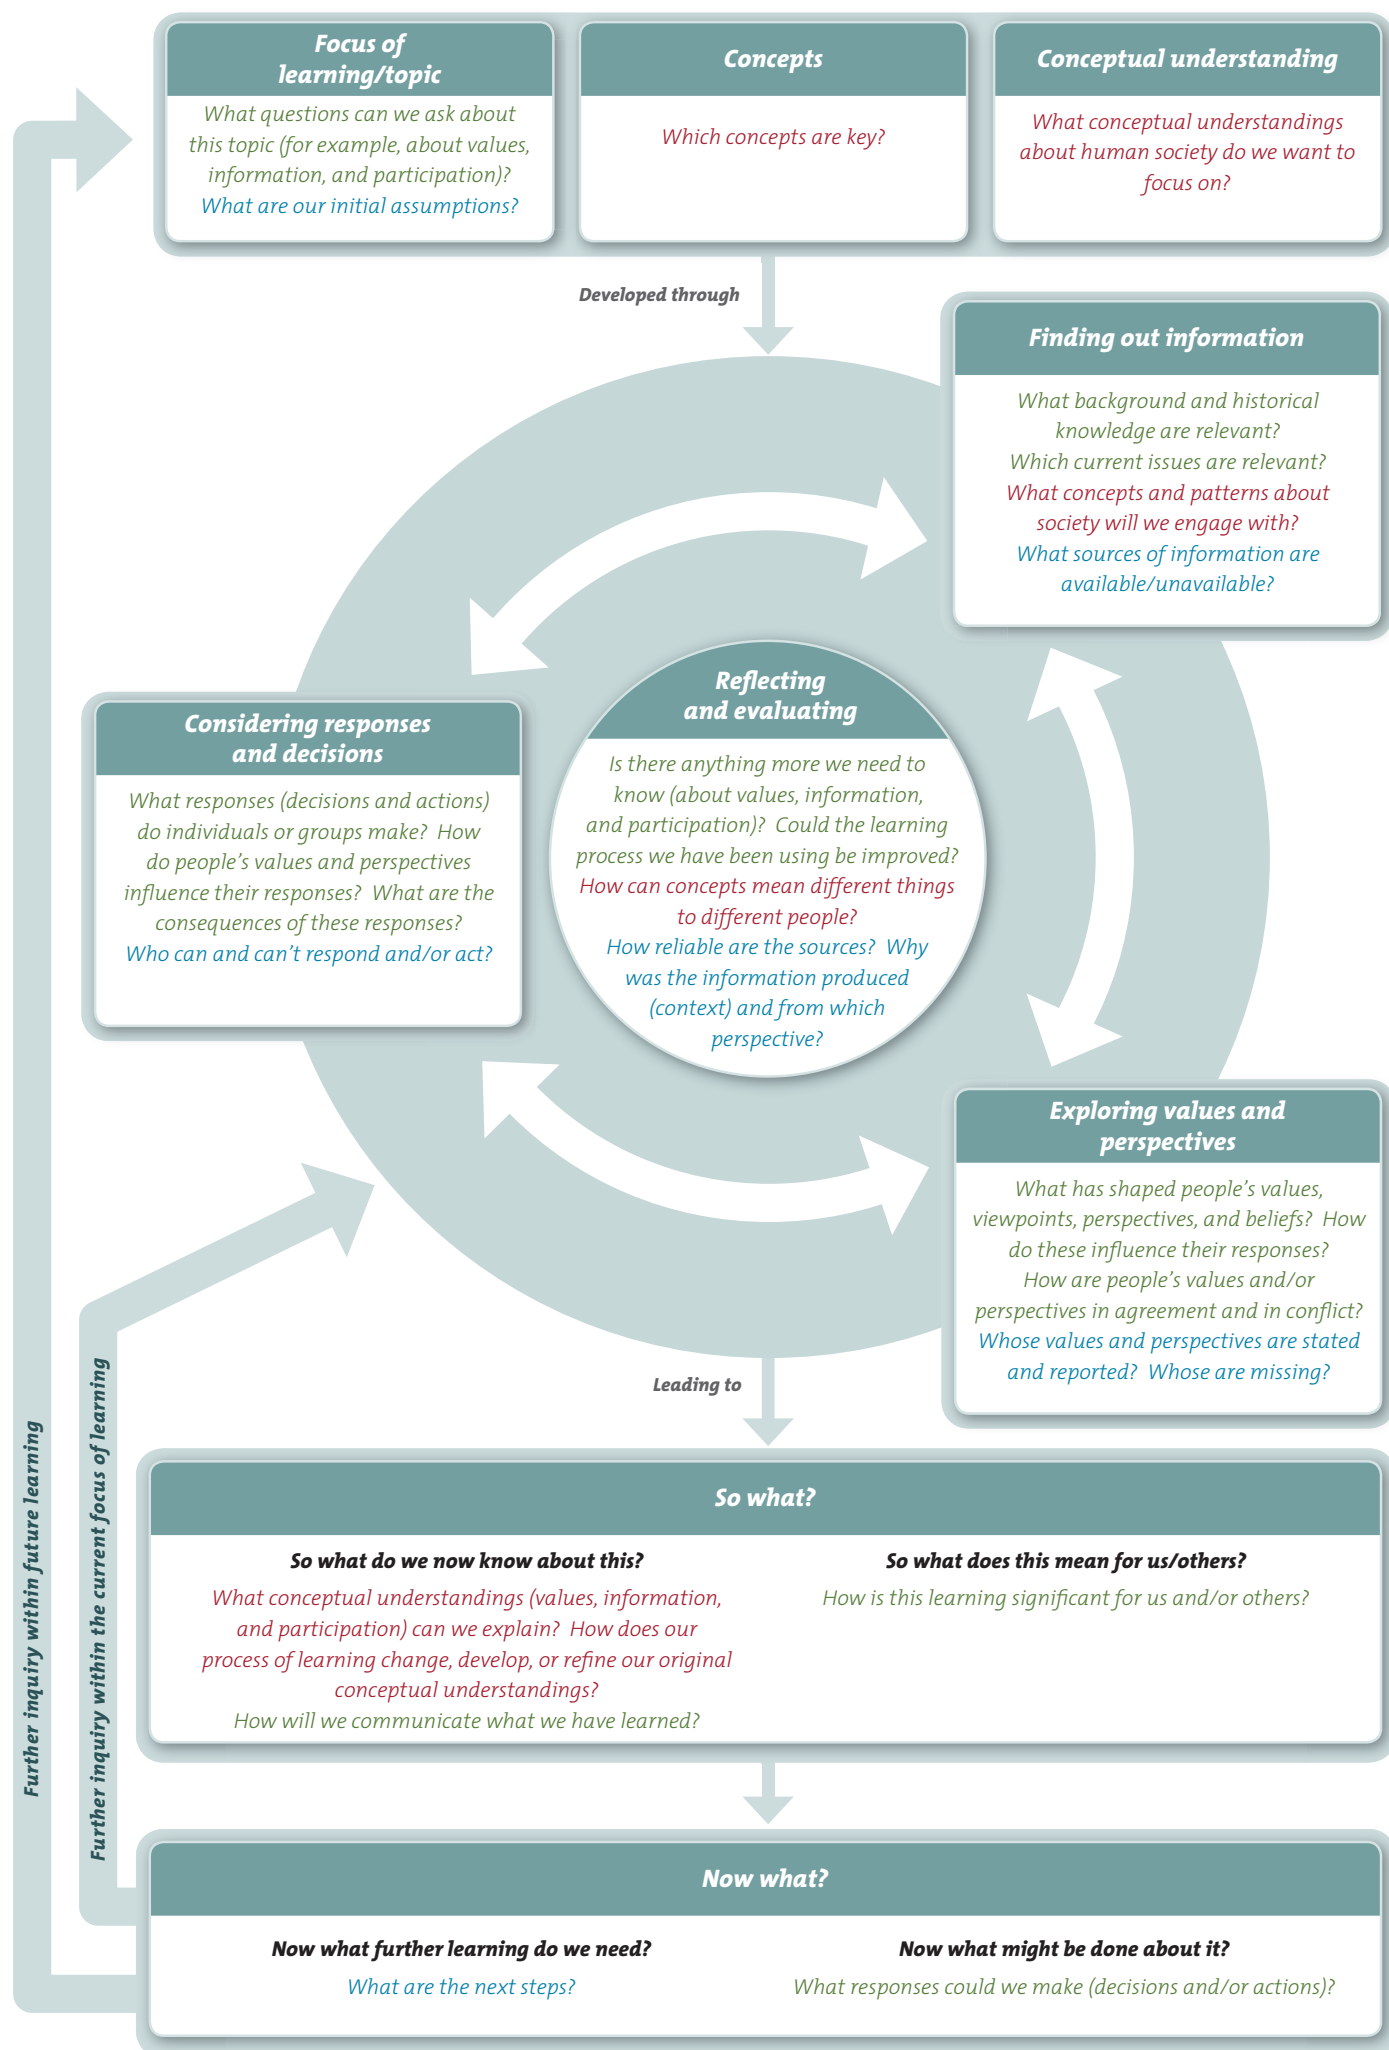 Focus of
learning/topic
What questions can we ask about
this topic (for example, about values,
information, and participation)?
What are our initial assumptions?
Concepts
Which concepts are key?
Conceptual understanding
What conceptual understandings
about human society do we want to
focus on?
Developed through
Finding out information
What background and historical
knowledge are relevant?
Which current issues are relevant?
What concepts and patterns about
society will we engage with?
What sources of information are
available/unavailable?
Considering responses
and decisions
What responses (decisions and actions)
do individuals or groups make? How
do people's values and perspectives
influence their responses? What are the
consequences of these responses?
Who can and can't respond and/or act?
Reflecting
and evaluating
Is there anything more we need to
know (about values, information,
and participation)? Could the learning
process we have been using be improved?
How can concepts mean different things
to different people?
How reliable are the sources? Why
was the information produced
(context) and from which
perspective?
Exploring values and
perspectives
What has shaped people's values,
viewpoints, perspectives, and beliefs? How
do these influence their responses?
How are people's values and/or
perspectives in agreement and in conflict?
Whose values and perspectives are stated
and reported? Whose are missing?
Leading to
So what?
So what do we now know about this?
What conceptual understandings (values, information,
and participation) can we explain? How does our
process of learning change, develop, or refine our original
conceptual understandings?
How will we communicate what we have learned?
So what does this mean for us/others?
How is this learning significant for us and/or others?
Now what?
Now what further learning do we need?
What are the next steps?
Now what might be done about it?
What responses could we make (decisions and/or actions)?
Further inquiry within future learning
Further inquiry within the current focus of learning